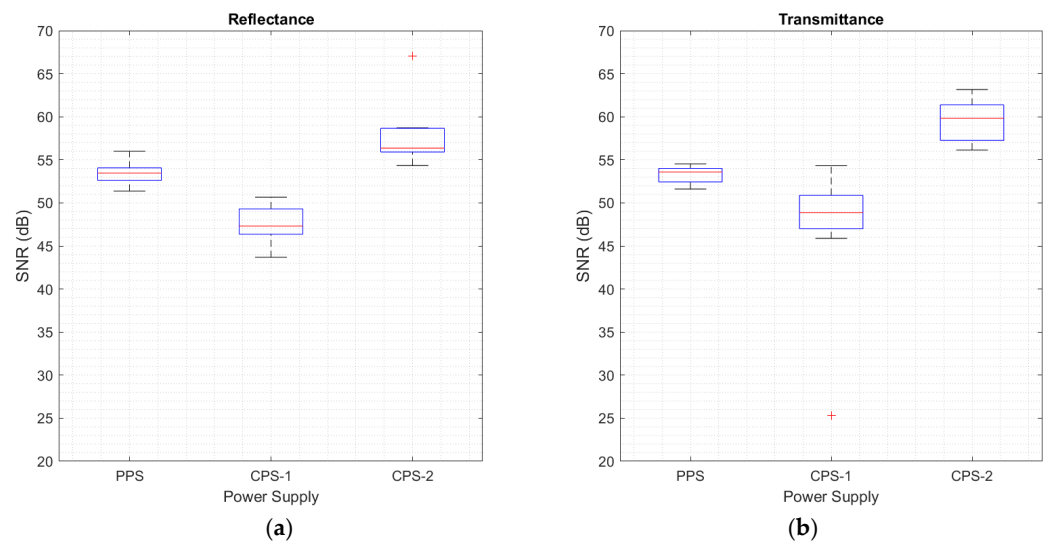 Reflectance
70
65
60
55
50
45
40
35
30
25
20
SNR (dB)
PPS CPS-1 CPS-2
Power Supply
(a)
Transmittance
70
65
60
55
50
45
40
35
30
25
20
SNR (dB)
PPS CPS-1 CPS-2
Power Supply
(b)